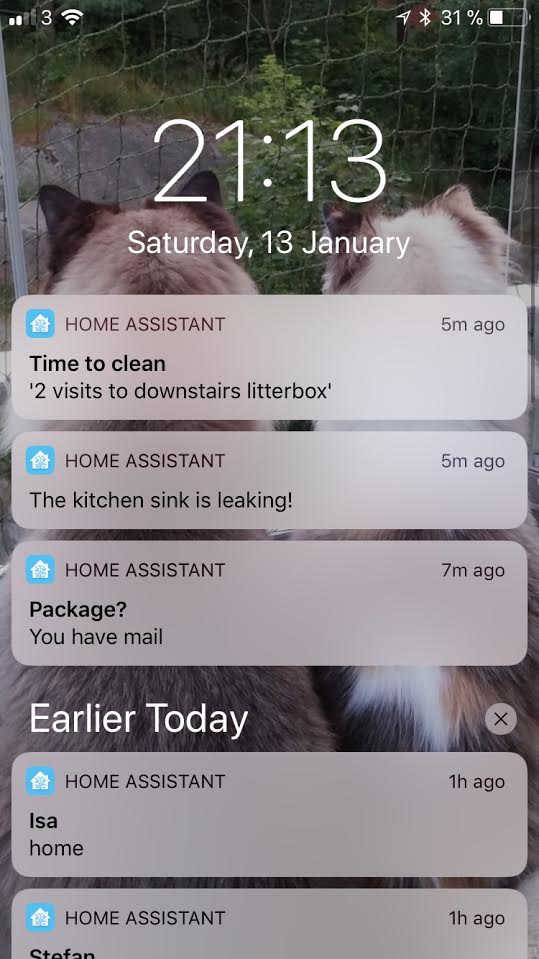 3 31 %
21:13
Saturday, 13 January
HOME ASSISTANT 5m ago
Time to clean
'2 visits to downstairs litterbox'
HOME ASSISTANT 5m ago
The kitchen sink is leaking!
HOME ASSISTANT 7m ago
Package?
You have mail
Earlier Today
HOME ASSISTANT 1h ago
Isa
home
HOME ASSISTANT 1h ago
Stefan